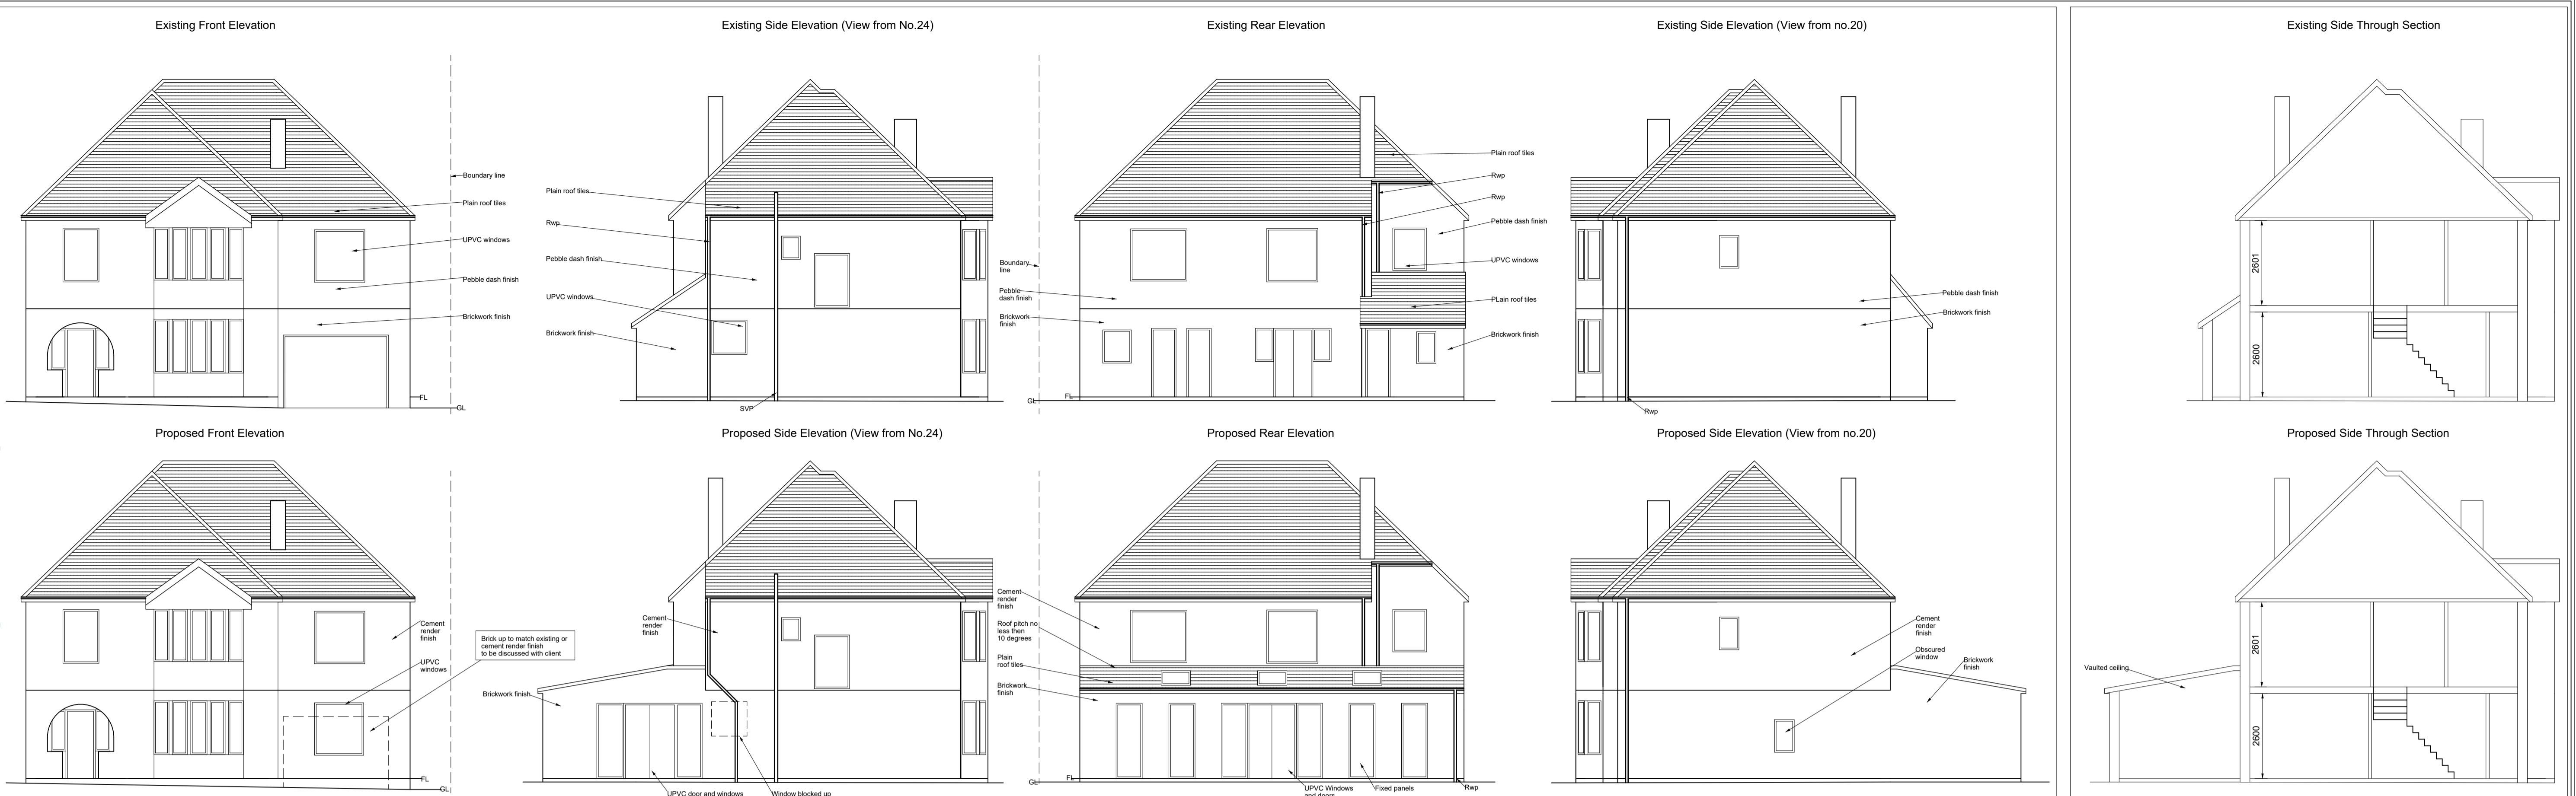 Existing Front Elevation
Existing Side Elevation (View from No.24)
Existing Rear Elevation
Existing Side Elevation (View from no.20)
Existing Side Through Section
Boundary line
Plain roof tiles
UPVC windows
Pebble dash finish
Brickwork finish
FL
GL
Plain roof tiles
Rwp
Pebble dash finish
UPVC windows
Brickwork finish
SVP
Boundary
line
Pebble
dash finish
Brickwork
finish
FL
GL
Plain roof tiles
Rwp
Rwp
Pebble dash finish
UPVC windows
PLain roof tiles
Brickwork finish
Pebble dash finish
Brickwork finish
Rwp
2601
2600
Proposed Front Elevation
Proposed Side Elevation (View from No.24)
Proposed Rear Elevation
Proposed Side Elevation (View from no.20)
Proposed Side Through Section
Cement
render
finish
UPVC
windows
Brick up to match existing or
cement render finish
to be discussed with client
FL
GL
Cement
render
finish
Brickwork finish
UPVC door and windows
Window blocked up
Cement
render
finish
Roof pitch no
less then
10 degrees
Plain
roof tiles
Brickwork
finish
FL
GL
UPVC Windows
and doors
Fixed panels
Rwp
Cement
render
finish
Obscured
window
Brickwork
finish
Vaulted ceiling
2601
2600